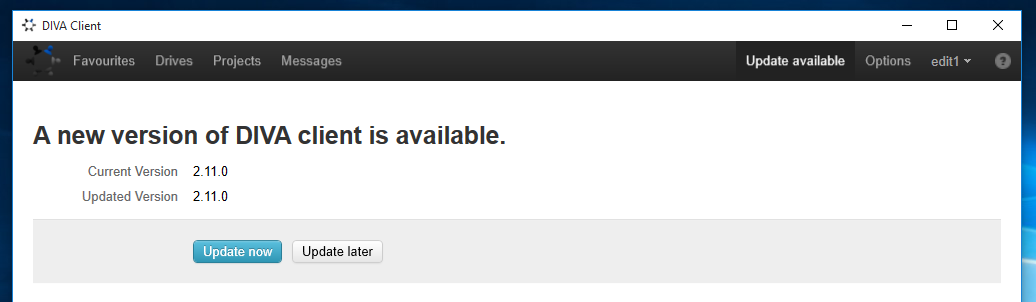 DIVA Client
Favourites Drives Projects Messages Update available Options edit1 ?
A new version of DIVA client is available.
Current Version 2.11.0
Updated Version 2.11.0
Update now Update later